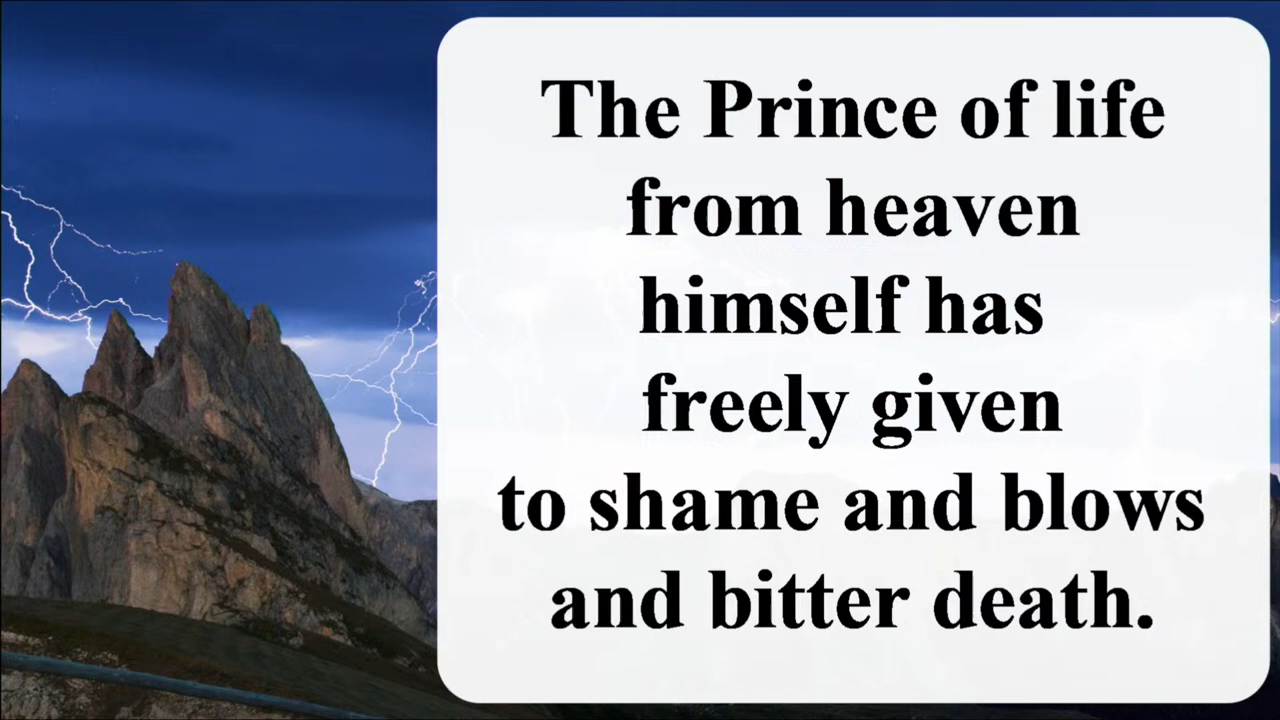 The Prince of life
from heaven
himself has
freely given
to shame and blows
and bitter death.